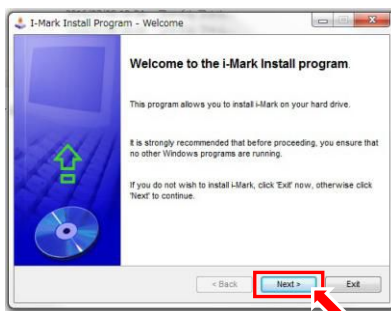 I-Mark Install Program - Welcome
Welcome to the i-Mark Install program.
This program allows you to install i-Mark on your hard drive.
It is strongly recommended that before proceeding, you ensure that
no other Windows programs are running.
If you do not wish to install i-Mark, click 'Exit' now, otherwise click
'Next' to continue.
< Back Next > Exit